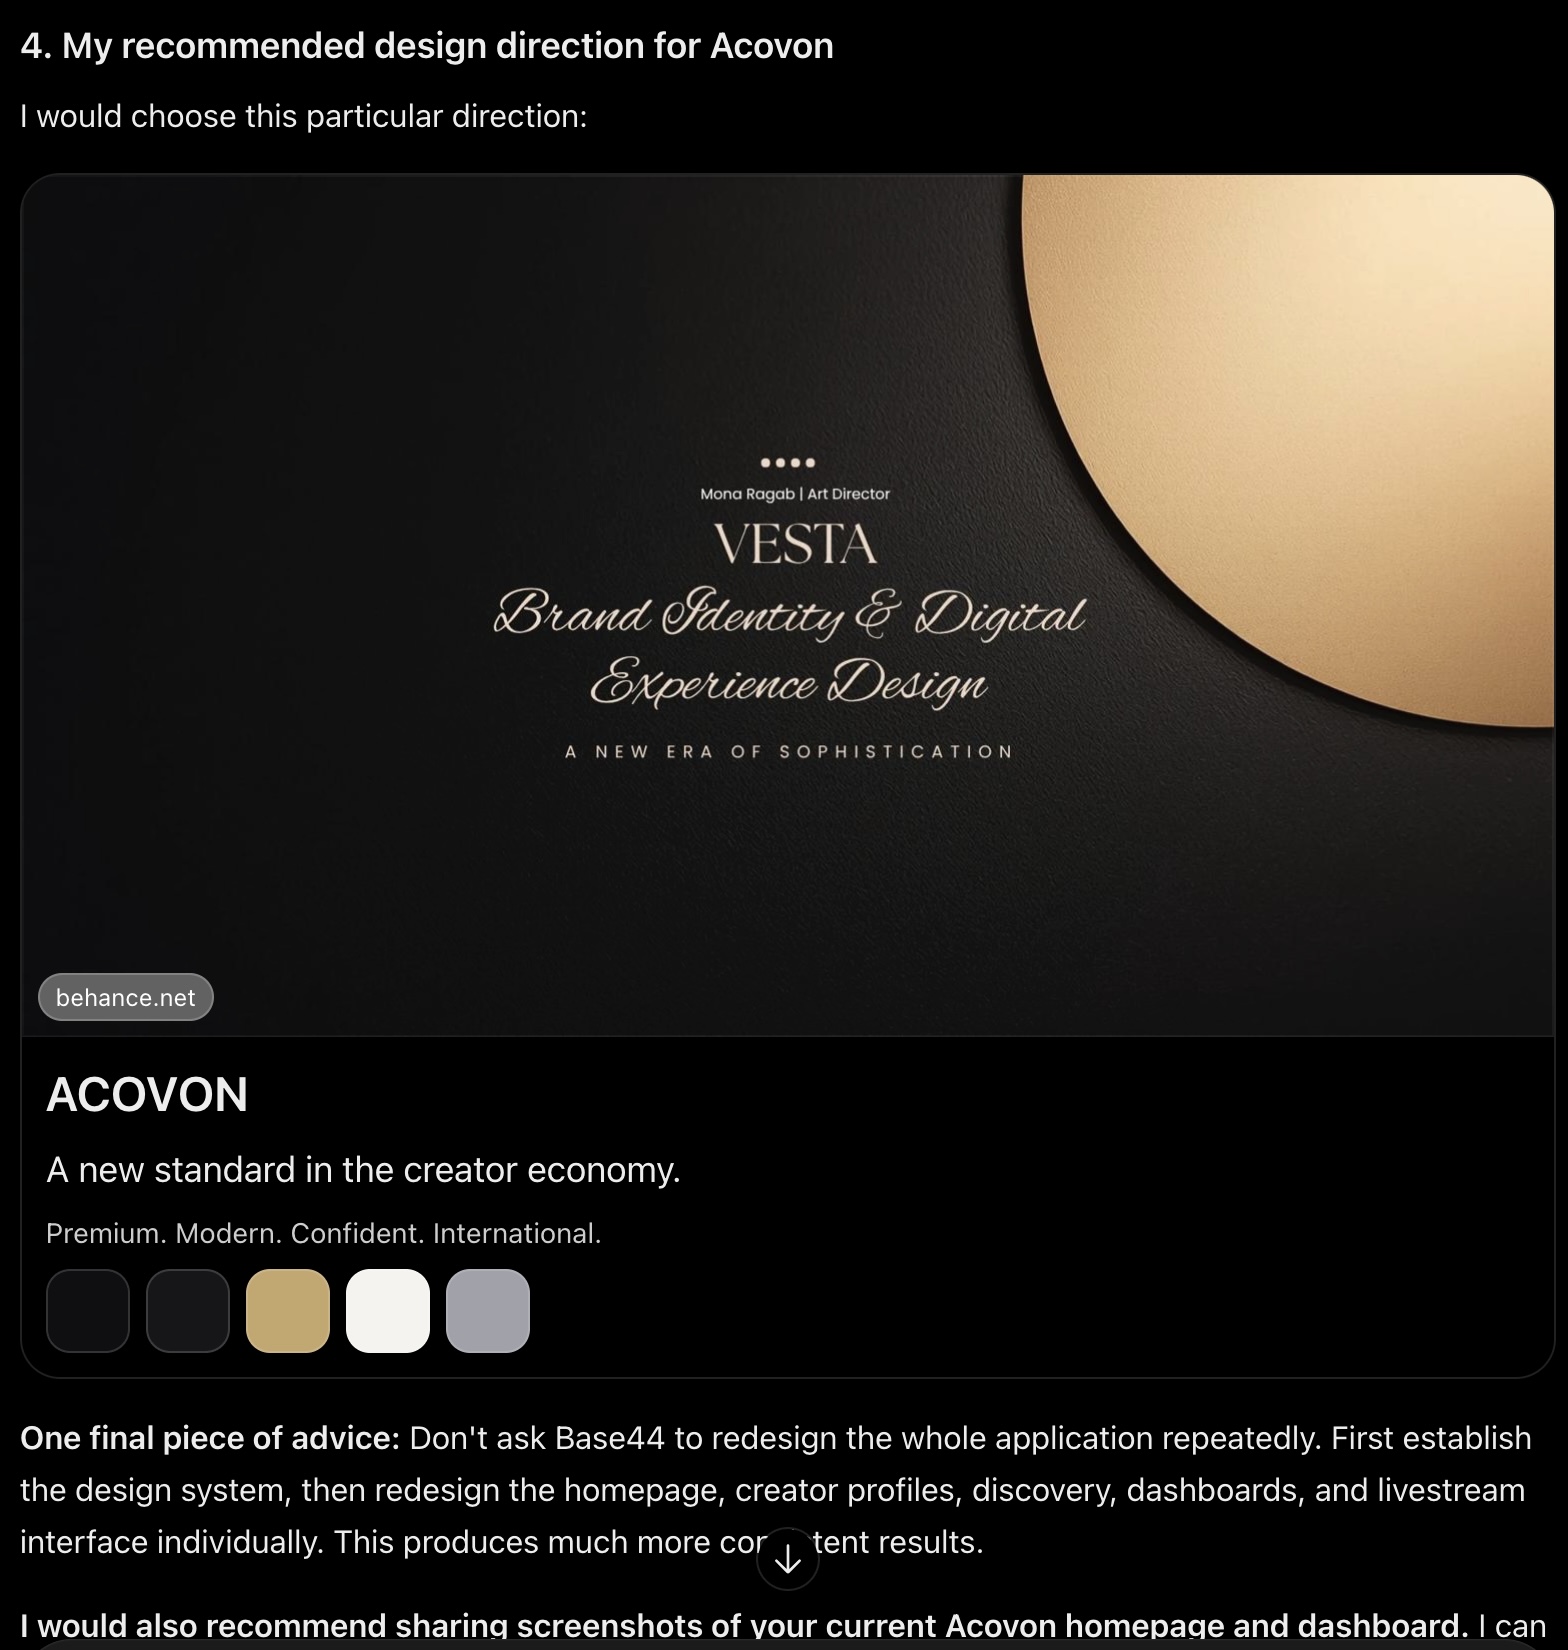 4. My recommended design direction for Acovon
I would choose this particular direction:
Mona Ragab | Art Director
VESTA
Brand Identity & Digital
Experience Design
A NEW ERA OF SOPHISTICATION
behance.net
ACOVON
A new standard in the creator economy.
Premium. Modern. Confident. International.
One final piece of advice: Don't ask Base44 to redesign the whole application repeatedly. First establish
the design system, then redesign the homepage, creator profiles, discovery, dashboards, and livestream
interface individually. This produces much more results.
I would also recommend sharing screenshots of your current Acovon homepage and dashboard. I can